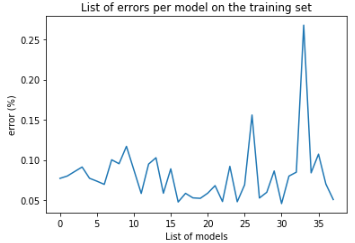 List of errors per model on the training set
0.25
0.20
0.15
0.10
0.05
error (%)
0 5 10 15 20 25 30 35
List of models